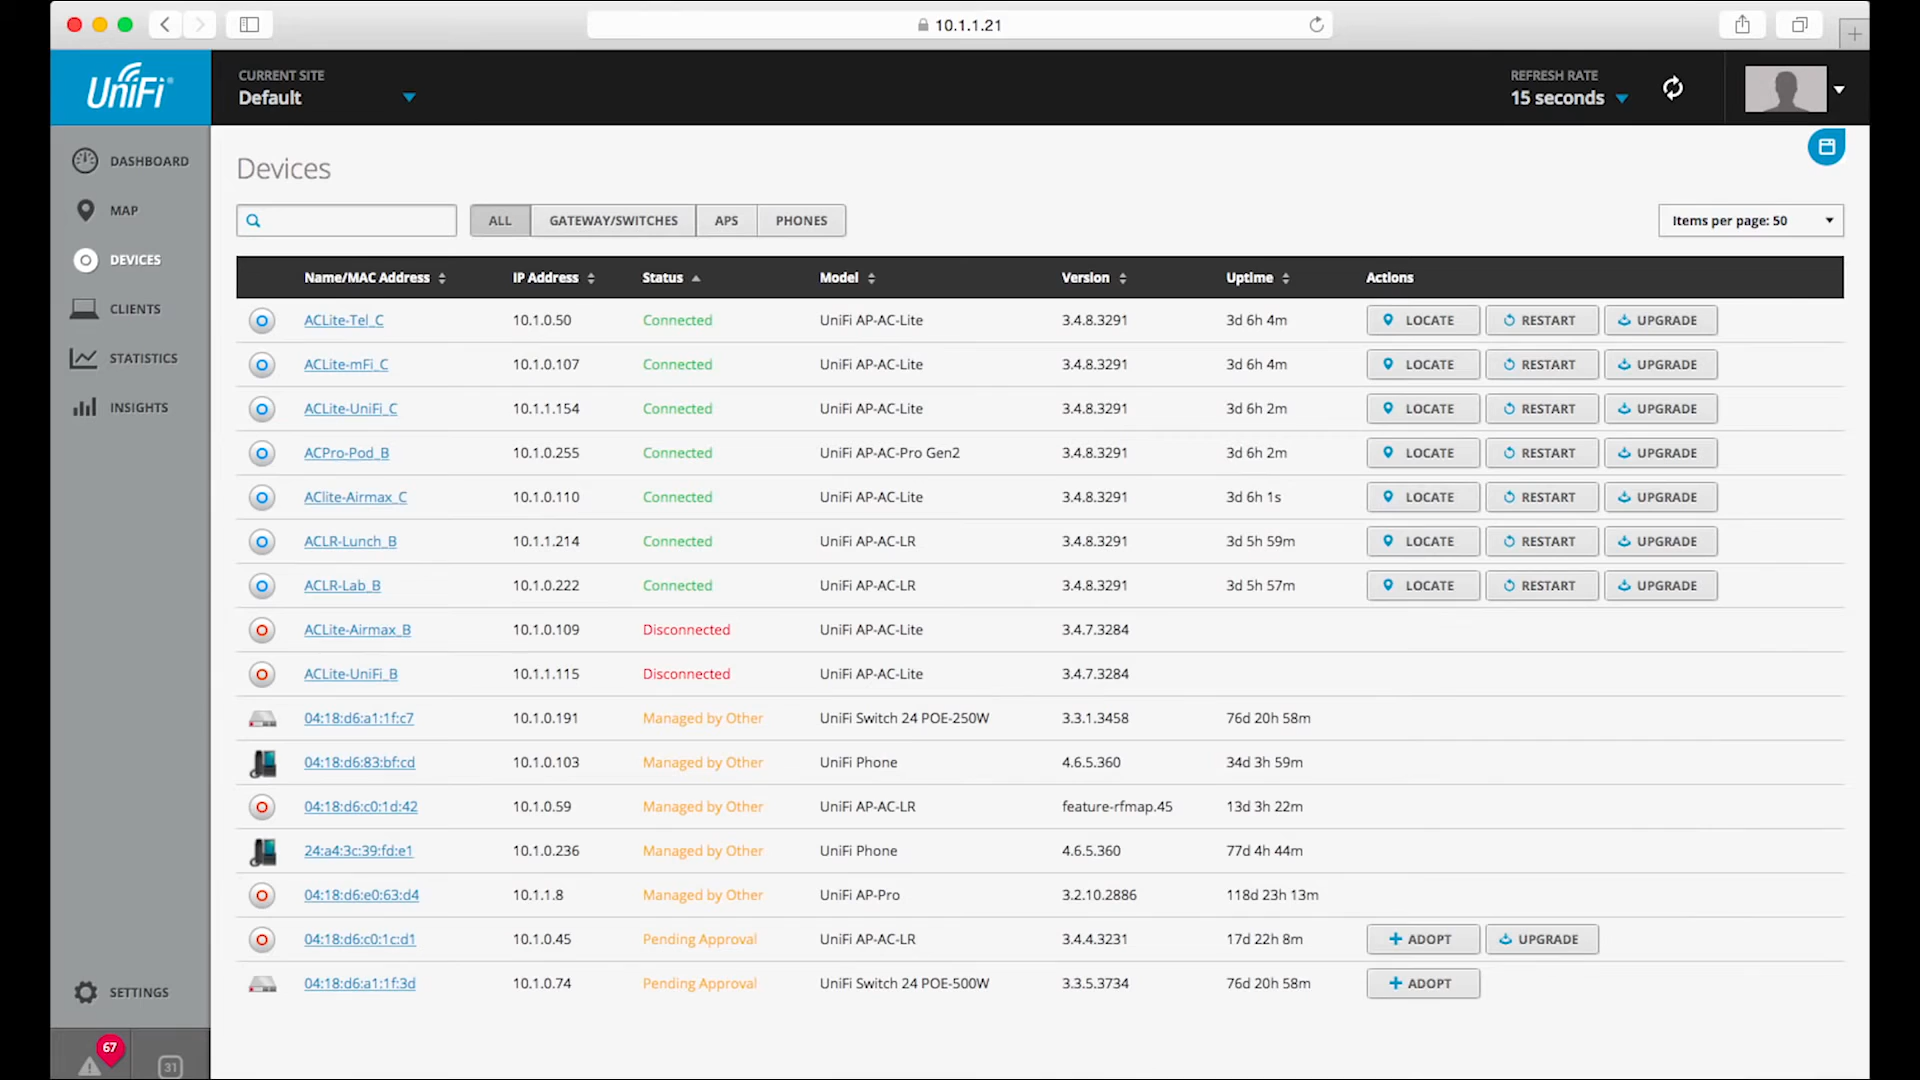 10.1.1.21
UniFi
CURRENT SITE
Default
REFRESH RATE
15 seconds
DASHBOARD
MAP
DEVICES
CLIENTS
STATISTICS
INSIGHTS
SETTINGS
67
31
Devices
ALL GATEWAY/SWITCHES APS PHONES
Items per page: 50
Name/MAC Address IP Address Status Model Version Uptime Actions
ACLite-Tel_C 10.1.0.50 Connected UniFi AP-AC-Lite 3.4.8.3291 3d 6h 4m LOCATE RESTART UPGRADE
ACLite-mFi_C 10.1.0.107 Connected UniFi AP-AC-Lite 3.4.8.3291 3d 6h 4m LOCATE RESTART UPGRADE
ACLite-UniFi_C 10.1.1.154 Connected UniFi AP-AC-Lite 3.4.8.3291 3d 6h 2m LOCATE RESTART UPGRADE
ACPro-Pod_B 10.1.0.255 Connected UniFi AP-AC-Pro Gen2 3.4.8.3291 3d 6h 2m LOCATE RESTART UPGRADE
AClite-Airmax_C 10.1.0.110 Connected UniFi AP-AC-Lite 3.4.8.3291 3d 6h 1s LOCATE RESTART UPGRADE
ACLR-Lunch_B 10.1.1.214 Connected UniFi AP-AC-LR 3.4.8.3291 3d 5h 59m LOCATE RESTART UPGRADE
ACLR-Lab_B 10.1.0.222 Connected UniFi AP-AC-LR 3.4.8.3291 3d 5h 57m LOCATE RESTART UPGRADE
ACLite-Airmax_B 10.1.0.109 Disconnected UniFi AP-AC-Lite 3.4.7.3284
ACLite-UniFi_B 10.1.1.115 Disconnected UniFi AP-AC-Lite 3.4.7.3284
04:18:d6:a1:1f:c7 10.1.0.191 Managed by Other UniFi Switch 24 POE-250W 3.3.1.3458 76d 20h 58m
04:18:d6:83:bf:cd 10.1.0.103 Managed by Other UniFi Phone 4.6.5.360 34d 3h 59m
04:18:d6:c0:1d:42 10.1.0.59 Managed by Other UniFi AP-AC-LR feature-rfmap.45 13d 3h 22m
24:a4:3c:39:fd:e1 10.1.0.236 Managed by Other UniFi Phone 4.6.5.360 77d 4h 44m
04:18:d6:e0:63:d4 10.1.1.8 Managed by Other UniFi AP-Pro 3.2.10.2886 118d 23h 13m
04:18:d6:c0:1c:d1 10.1.0.45 Pending Approval UniFi AP-AC-LR 3.4.4.3231 17d 22h 8m ADOPT UPGRADE
04:18:d6:a1:1f:3d 10.1.0.74 Pending Approval UniFi Switch 24 POE-500W 3.3.5.3734 76d 20h 58m ADOPT